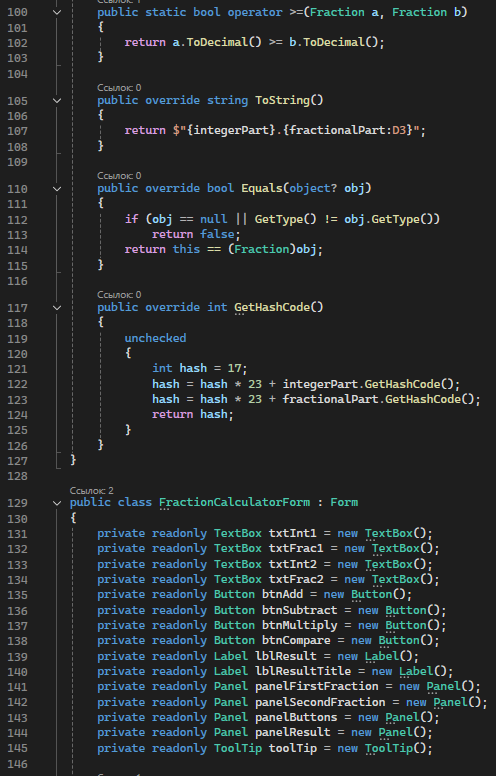 Ссылок: 1
100 public static bool operator >=(Fraction a, Fraction b)
101 {
102 return a.ToDecimal() >= b.ToDecimal();
103 }
104
Ссылок: 0
105 public override string ToString()
106 {
107 return $"{integerPart}.{fractionalPart:D3}";
108 }
109
Ссылок: 0
110 public override bool Equals(object? obj)
111 {
112 if (obj == null || GetType() != obj.GetType())
113 return false;
114 return this == (Fraction)obj;
115 }
116
Ссылок: 0
117 public override int GetHashCode()
118 {
119 unchecked
120 {
121 int hash = 17;
122 hash = hash * 23 + integerPart.GetHashCode();
123 hash = hash * 23 + fractionalPart.GetHashCode();
124 return hash;
125 }
126 }
127 }
128
Ссылок: 2
129 public class FractionCalculatorForm : Form
130 {
131 private readonly TextBox txtInt1 = new TextBox();
132 private readonly TextBox txtFrac1 = new TextBox();
133 private readonly TextBox txtInt2 = new TextBox();
134 private readonly TextBox txtFrac2 = new TextBox();
135 private readonly Button btnAdd = new Button();
136 private readonly Button btnSubtract = new Button();
137 private readonly Button btnMultiply = new Button();
138 private readonly Button btnCompare = new Button();
139 private readonly Label lblResult = new Label();
140 private readonly Label lblResultTitle = new Label();
141 private readonly Panel panelFirstFraction = new Panel();
142 private readonly Panel panelSecondFraction = new Panel();
143 private readonly Panel panelButtons = new Panel();
144 private readonly Panel panelResult = new Panel();
145 private readonly ToolTip toolTip = new ToolTip();
146